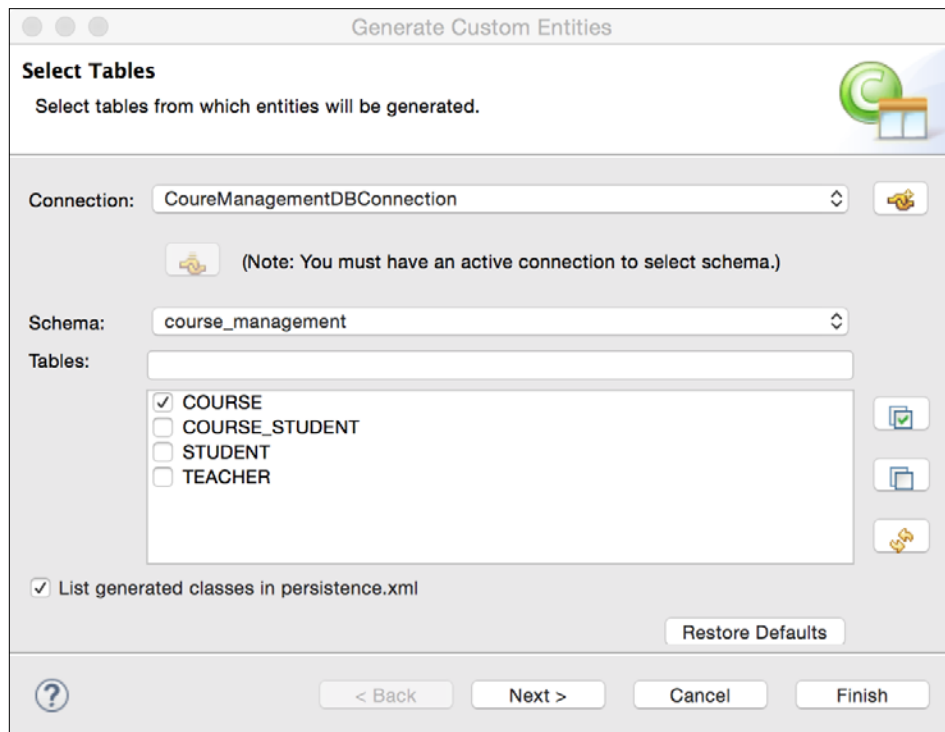 Generate Custom Entities
Select Tables
Select tables from which entities will be generated.
Connection: CoureManagementDBConnection
(Note: You must have an active connection to select schema.)
Schema: course_management
Tables:
COURSE
COURSE_STUDENT
STUDENT
TEACHER
List generated classes in persistence.xml
Restore Defaults
? < Back Next > Cancel Finish